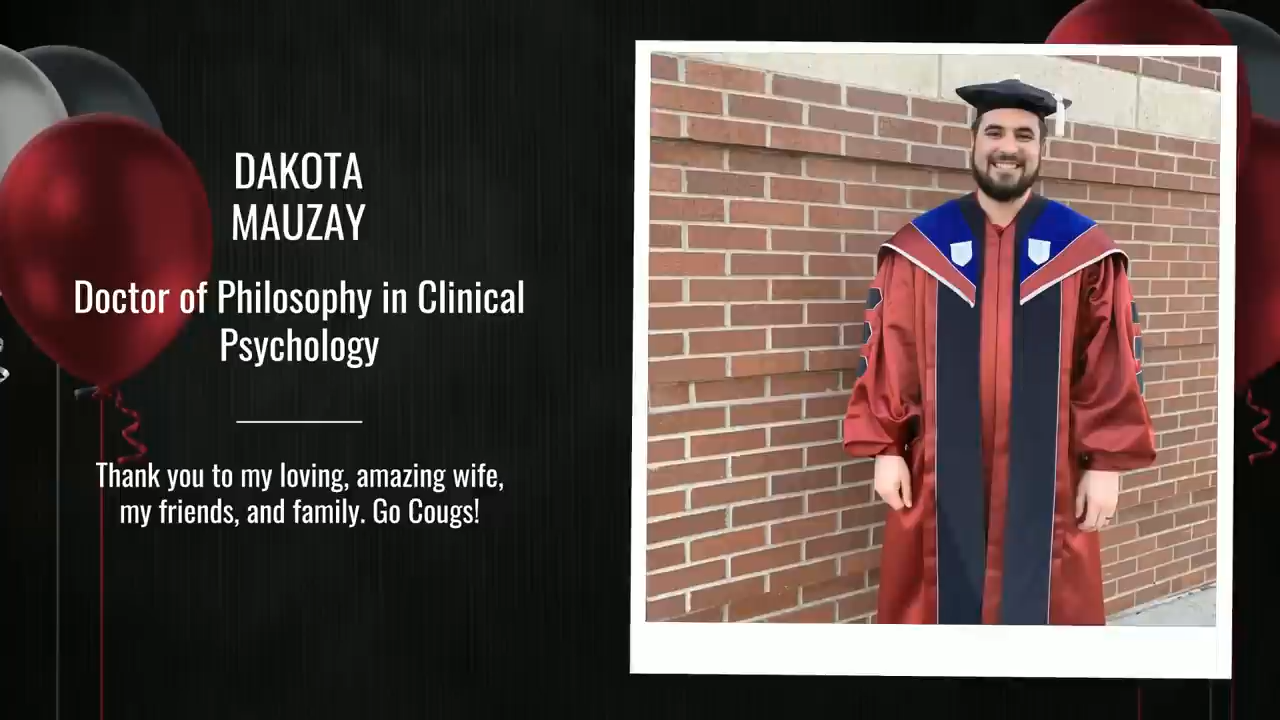 DAKOTA
MAUZAY
Doctor of Philosophy in Clinical
Psychology
Thank you to my loving, amazing wife,
my friends, and family. Go Cougs!